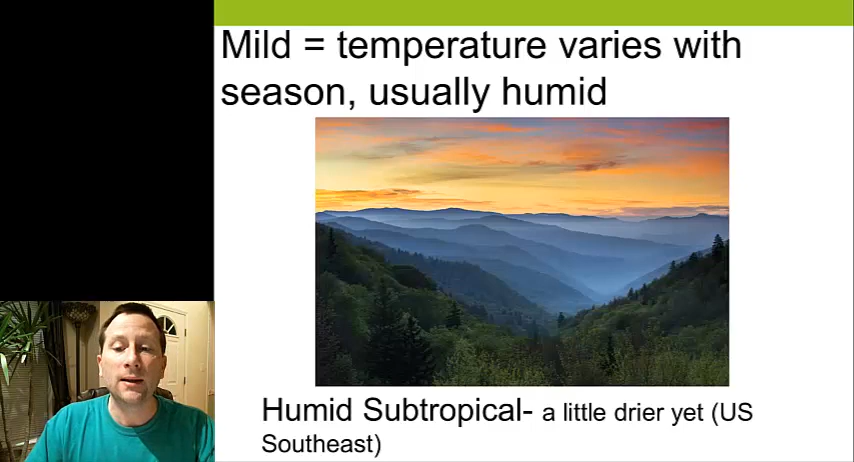 Mild = temperature varies with
season, usually humid
Humid Subtropical- a little drier yet (US
Southeast)